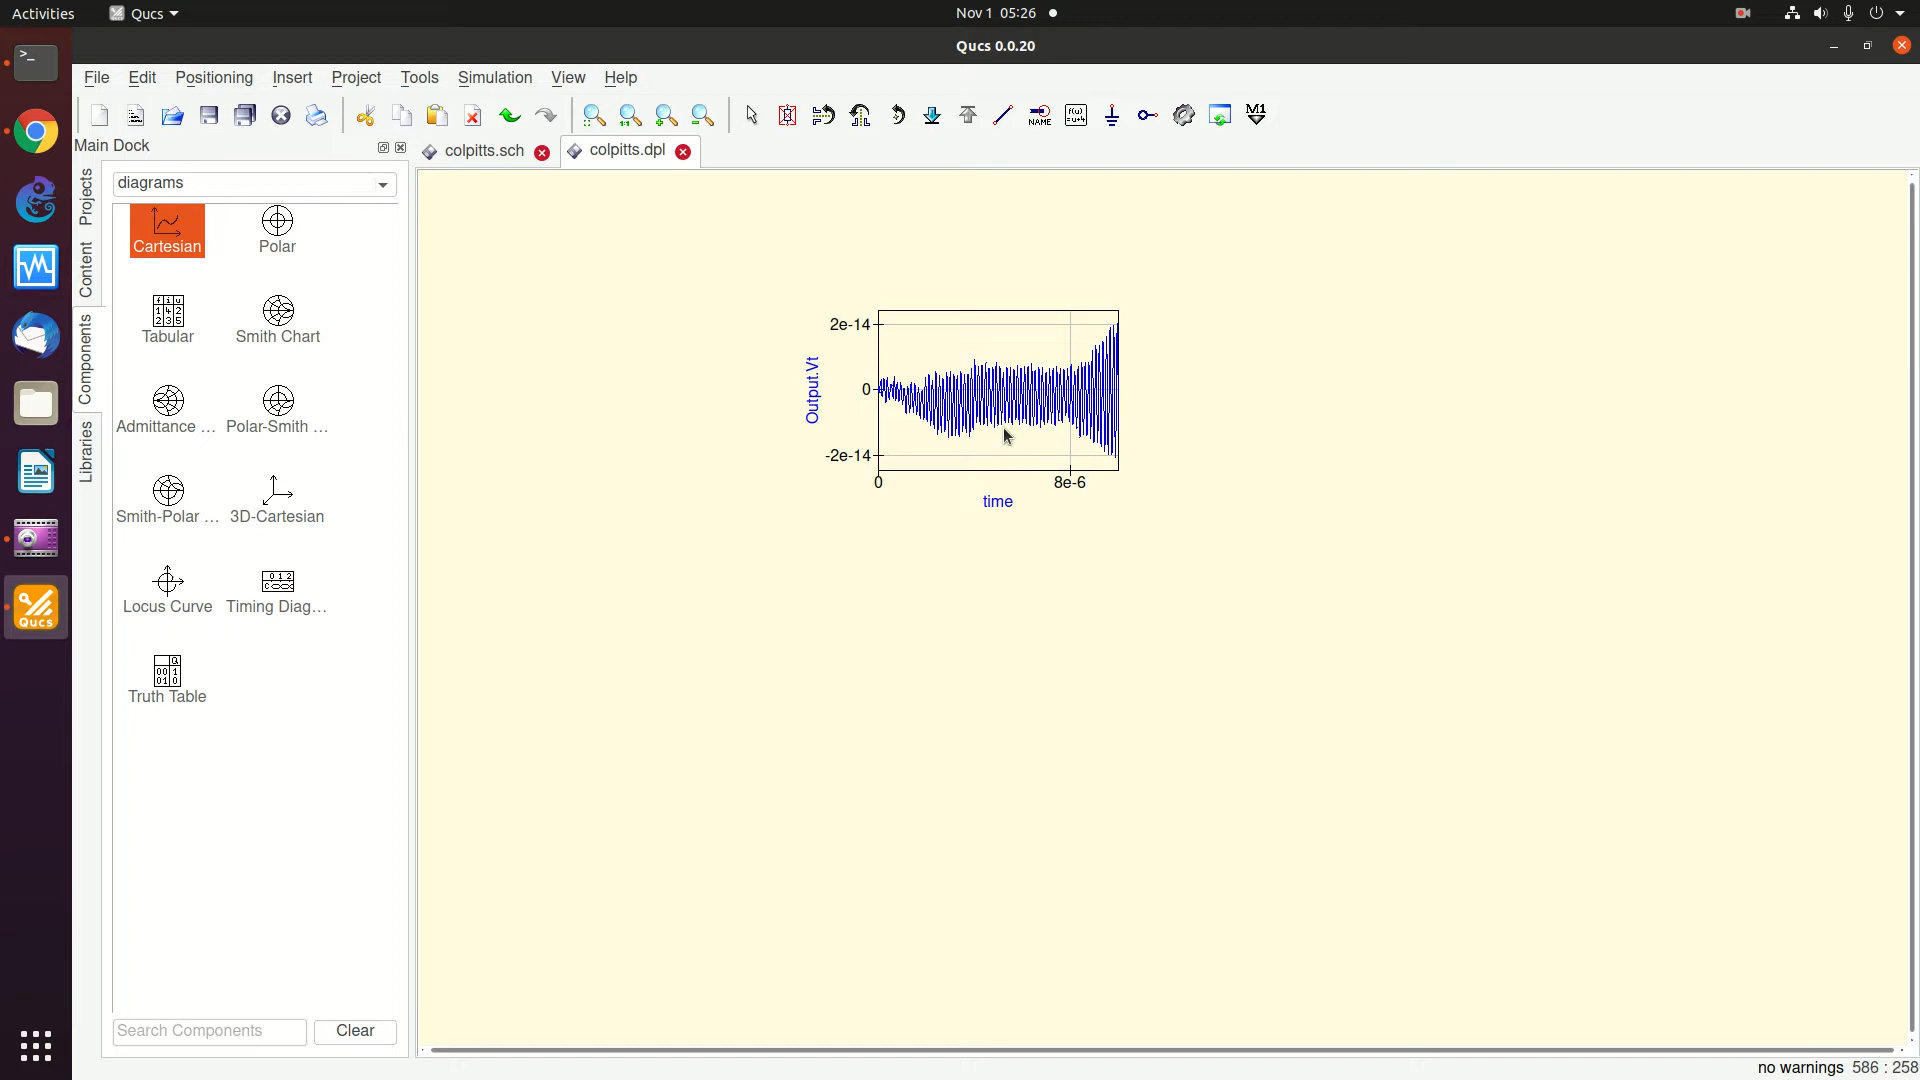 Activities Qucs Nov 1 05:26
Qucs 0.0.20
File Edit Positioning Insert Project Tools Simulation View Help
NAME M1
Main Dock
colpitts.sch colpitts.dpl
Projects
Content
Components
Libraries
diagrams
Cartesian Polar
Tabular Smith Chart
Admittance ... Polar-Smith ...
Smith-Polar ... 3D-Cartesian
Locus Curve Timing Diag...
Truth Table
2e-14
0
-2e-14
Output.Vt
0 8e-6
time
Qucs
Search Components Clear
no warnings 586 : 258